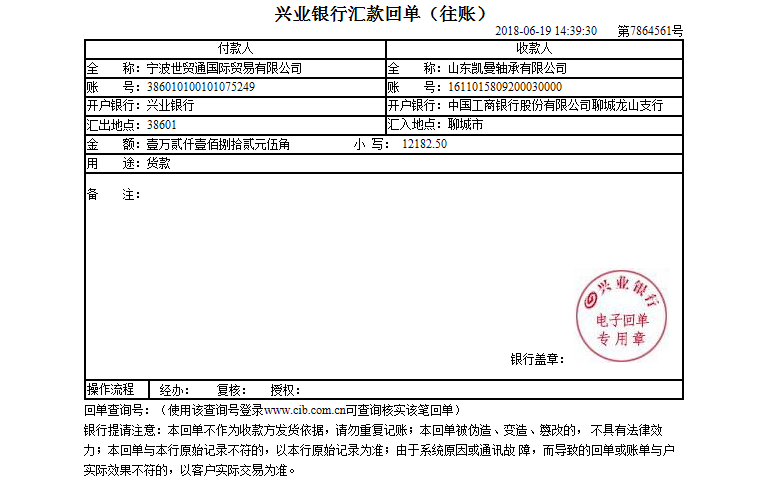 兴业银行汇款回单（往账）
2018-06-19 14:39:30 第7864561号
付款人 收款人
全 称：宁波世贸通国际贸易有限公司 全 称：山东凯曼轴承有限公司
账 号：386010100101075249 账 号：1611015809200030000
开户银行：兴业银行 开户银行：中国工商银行股份有限公司聊城龙山支行
汇出地点：38601 汇入地点：聊城市
金 额：壹万贰仟壹佰捌拾贰元伍角 小 写： 12182.50
用 途：货款
备 注：
兴业银行
电子回单
专用章
银行盖章：
操作流程 经办： 复核： 授权：
回单查询号：（使用该查询号登录www.cib.com.cn可查询核实该笔回单）
银行提请注意：本回单不作为收款方发货依据，请勿重复记账；本回单被伪造、变造、篡改的， 不具有法律效
力；本回单与本行原始记录不符的，以本行原始记录为准；由于系统原因或通讯故 障，而导致的回单或账单与户
实际效果不符的，以客户实际交易为准。